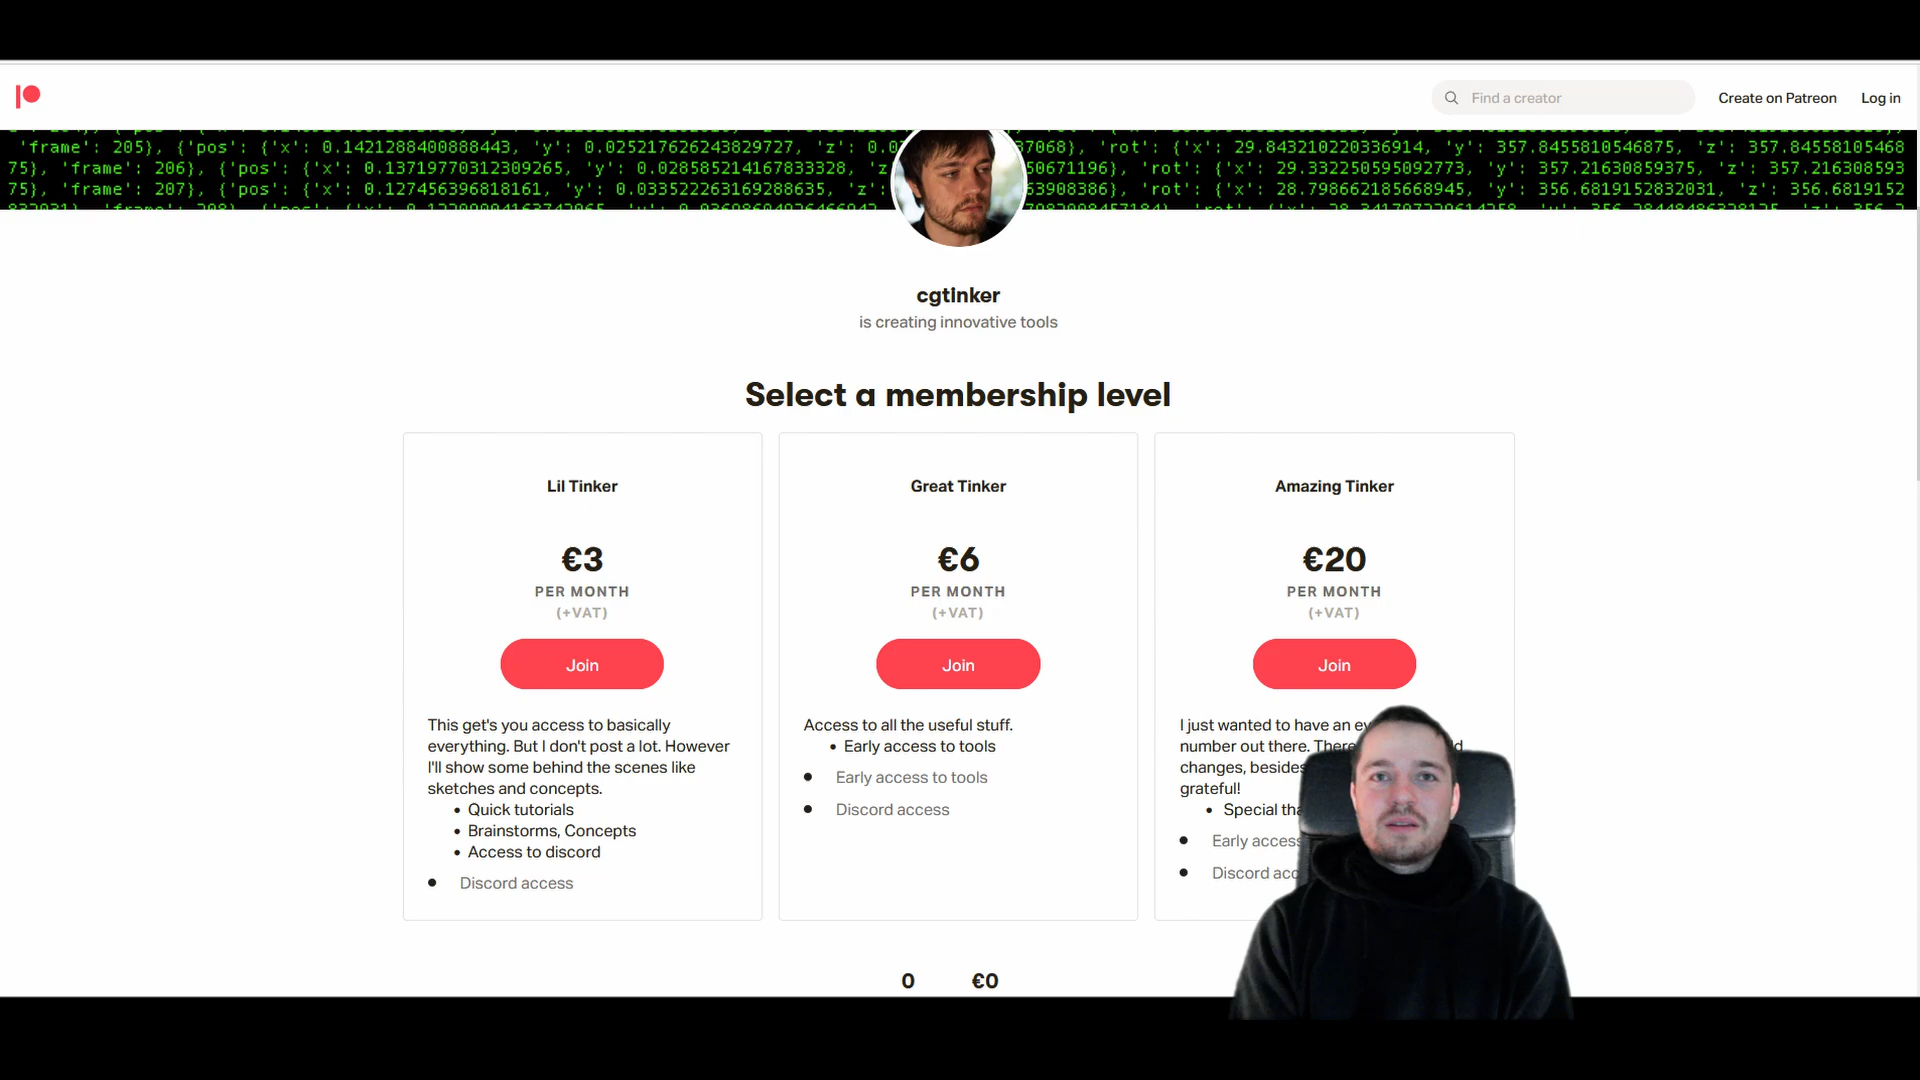 Find a creator
Create on Patreon
Log in
'frame': 205}, {'pos': {'x': 0.1421288400888443, 'y': 0.025217626243829727, 'z': 37068}, 'rot': {'x': 29.843210220336914, 'y': 357.8455810546875, 'z': 357.84558105468
75}, 'frame': 206}, {'pos': {'x': 0.13719770312309265, 'y': 0.028585214167833328, 'z 50671196}, 'rot': {'x': 29.332250595092773, 'y': 357.21630859375, 'z': 357.216308593
75}, 'frame': 207}, {'pos': {'x': 0.127456396818161, 'y': 0.033522263169288635, 'z': 63908386}, 'rot': {'x': 28.798662185668945, 'y': 356.6819152832031, 'z': 356.6819152
cgtinker
is creating innovative tools
Select a membership level
Lil Tinker
€3
PER MONTH
(+VAT)
Join
This get's you access to basically
everything. But I don't post a lot. However
I'll show some behind the scenes like
sketches and concepts.
• Quick tutorials
• Brainstorms, Concepts
• Access to discord
• Discord access
Great Tinker
€6
PER MONTH
(+VAT)
Join
Access to all the useful stuff.
• Early access to tools
• Early access to tools
• Discord access
Amazing Tinker
€20
PER MONTH
(+VAT)
Join
I just wanted to have an
number out there.
changes,
grateful!
• Special
• Early access
• Discord
0 €0